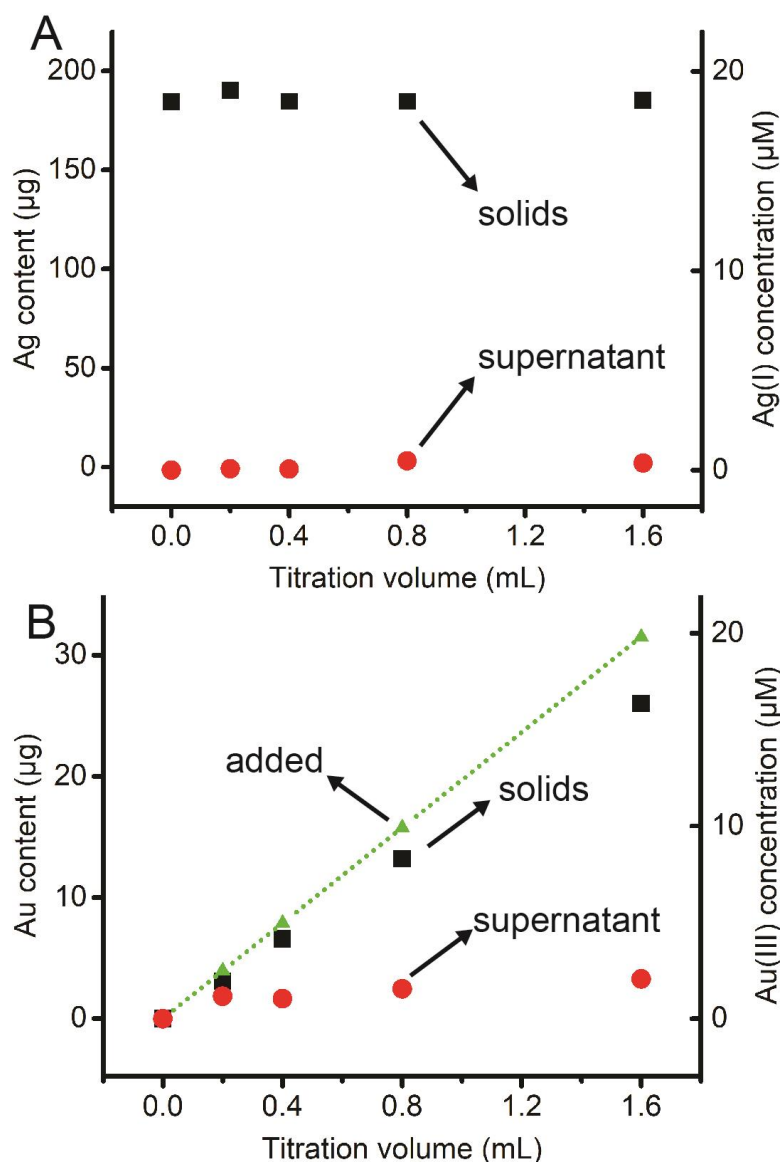 A
200
150
100
50
0
Ag content (µg)
20
10
0
Ag(I) concentration (µM)
solids
supernatant
0.0 0.4 0.8 1.2 1.6
Titration volume (mL)
B
30
20
10
0
Au content (µg)
20
10
0
Au(III) concentration (µM)
added
solids
supernatant
0.0 0.4 0.8 1.2 1.6
Titration volume (mL)